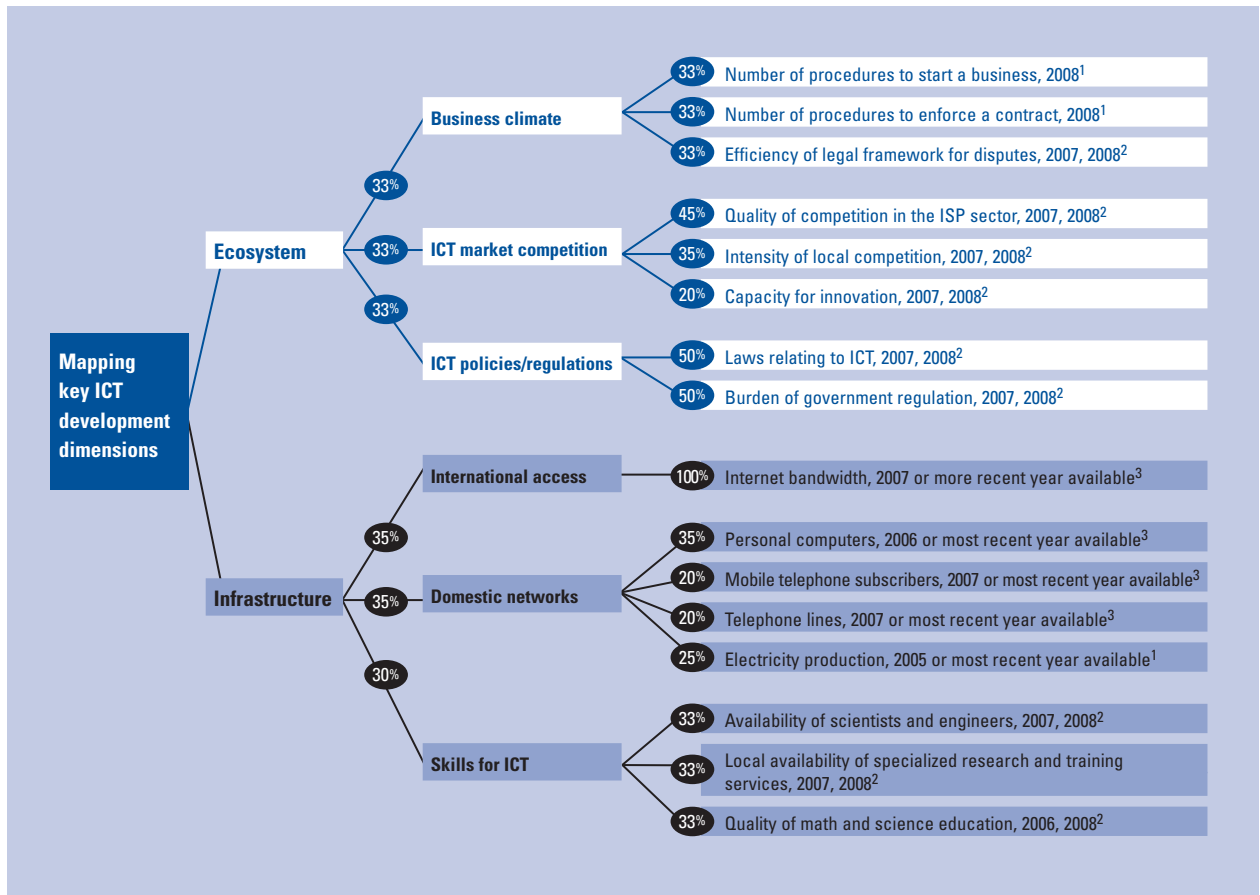 Mapping
key ICT
development
dimensions
Ecosystem
33%
33%
33%
Business climate
33% Number of procedures to start a business, 2008¹
33% Number of procedures to enforce a contract, 2008¹
33% Efficiency of legal framework for disputes, 2007, 2008²
ICT market competition
45% Quality of competition in the ISP sector, 2007, 2008²
35% Intensity of local competition, 2007, 2008²
20% Capacity for innovation, 2007, 2008²
ICT policies/regulations
50% Laws relating to ICT, 2007, 2008²
50% Burden of government regulation, 2007, 2008²
Infrastructure
35%
35%
30%
International access
100% Internet bandwidth, 2007 or more recent year available³
Domestic networks
35% Personal computers, 2006 or most recent year available³
20% Mobile telephone subscribers, 2007 or most recent year available³
20% Telephone lines, 2007 or most recent year available³
25% Electricity production, 2005 or most recent year available¹
Skills for ICT
33% Availability of scientists and engineers, 2007, 2008²
33% Local availability of specialized research and training
services, 2007, 2008²
33% Quality of math and science education, 2006, 2008²